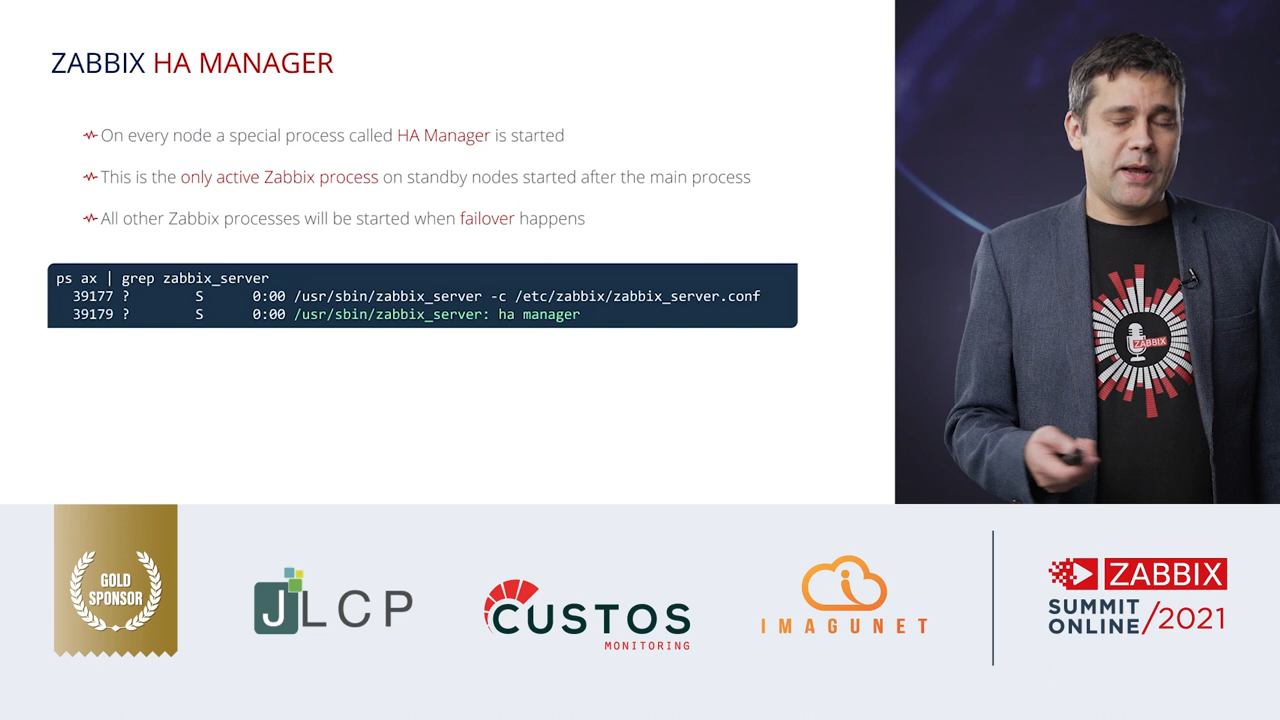 ZABBIX HA MANAGER
On every node a special process called HA Manager is started
This is the only active Zabbix process on standby nodes started after the main process
All other Zabbix processes will be started when failover happens
ps ax | grep zabbix_server
39177 ? S 0:00 /usr/sbin/zabbix_server -c /etc/zabbix/zabbix_server.conf
39179 ? S 0:00 /usr/sbin/zabbix_server: ha manager
ZABBIX
GOLD
SPONSOR
JLCP
CUSTOS
MONITORING
IMAGUNET
ZABBIX
SUMMIT
ONLINE/2021